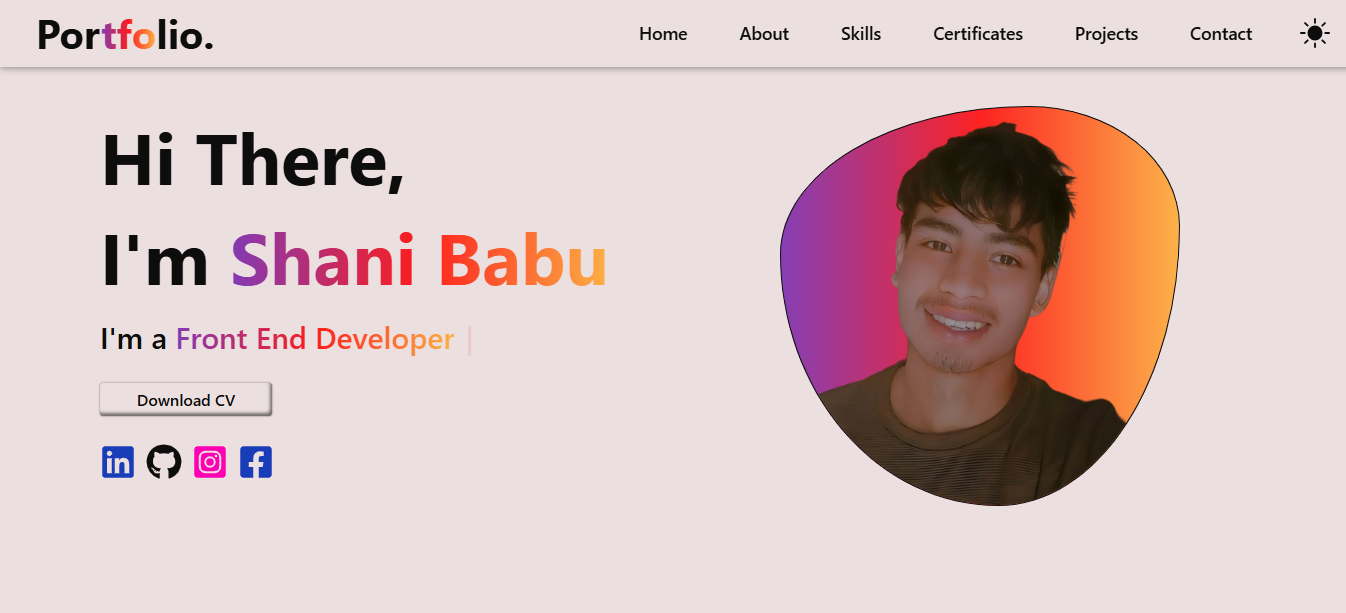 Portfolio.
Home About Skills Certificates Projects Contact
Hi There,
I'm Shani Babu
I'm a Front End Developer |
Download CV